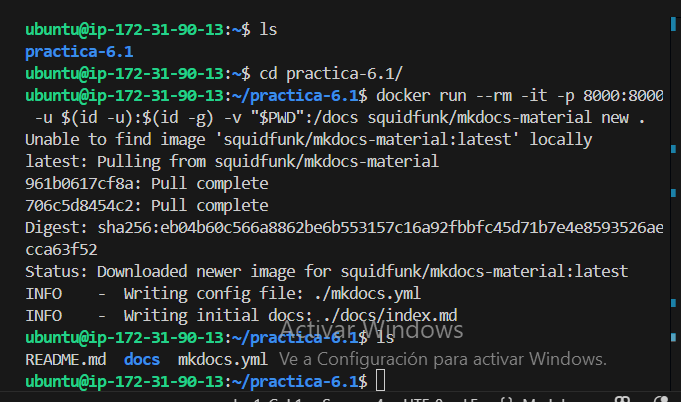 ubuntu@ip-172-31-90-13:~$ ls
practica-6.1
ubuntu@ip-172-31-90-13:~$ cd practica-6.1/
ubuntu@ip-172-31-90-13:~/practica-6.1$ docker run --rm -it -p 8000:8000
-u $(id -u):$(id -g) -v "$PWD":/docs squidfunk/mkdocs-material new .
Unable to find image 'squidfunk/mkdocs-material:latest' locally
latest: Pulling from squidfunk/mkdocs-material
961b0617cf8a: Pull complete
706c5d8454c2: Pull complete
Digest: sha256:eb04b60c566a8862be6b553157c16a92fbbfc45d71b7e4e8593526ae
cca63f52
Status: Downloaded newer image for squidfunk/mkdocs-material:latest
INFO    -  Writing config file: ./mkdocs.yml
INFO    -  Writing initial docs: ./docs/index.md
ubuntu@ip-172-31-90-13:~/practica-6.1$ ls
Activar Windows
README.md  docs  mkdocs.yml
Ve a Configuración para activar Windows.
ubuntu@ip-172-31-90-13:~/practica-6.1$